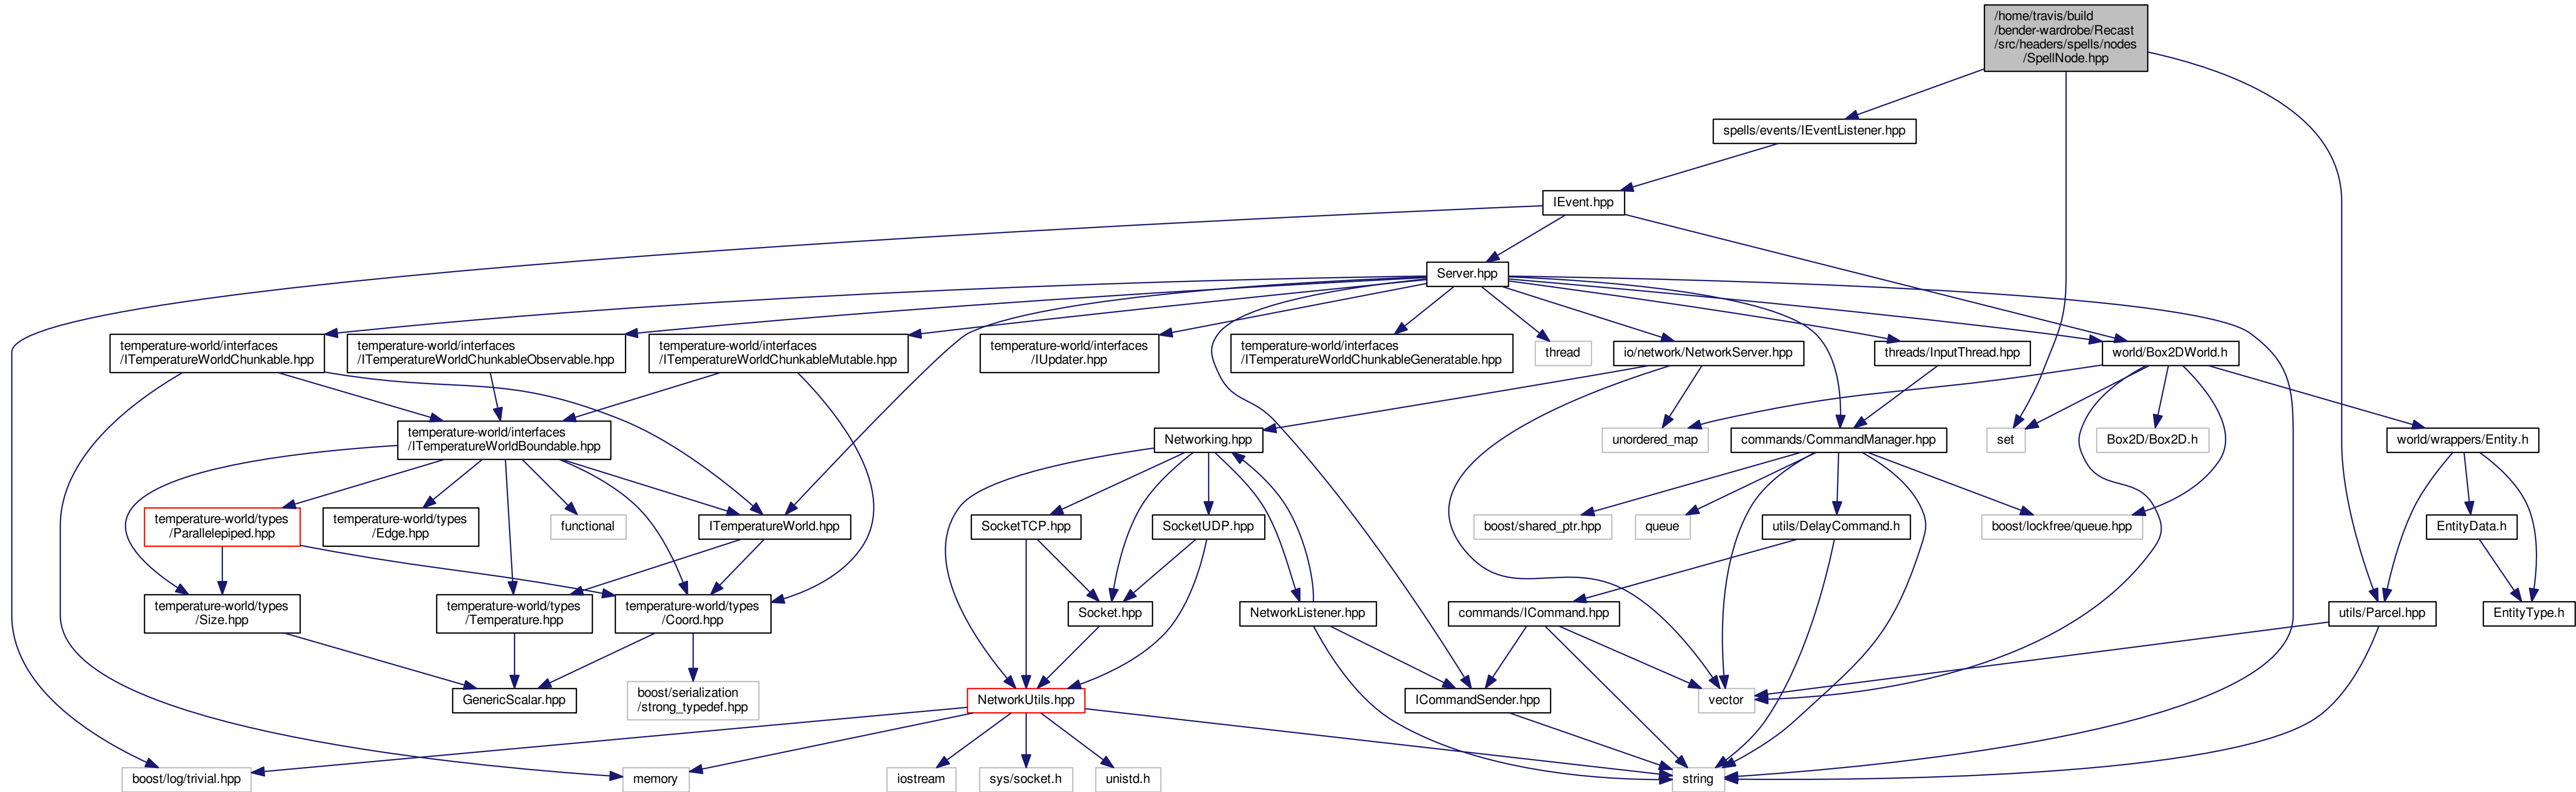 /home/travis/build
/bender-wardrobe/Recast
/src/headers/spells/nodes
/SpellNode.hpp
spells/events/IEventListener.hpp
IEvent.hpp
Server.hpp
temperature-world/interfaces
/ITemperatureWorldChunkable.hpp
temperature-world/interfaces
/ITemperatureWorldChunkableObservable.hpp
temperature-world/interfaces
/ITemperatureWorldChunkableMutable.hpp
temperature-world/interfaces
/IUpdater.hpp
temperature-world/interfaces
/ITemperatureWorldChunkableGeneratable.hpp
thread
io/network/NetworkServer.hpp
threads/InputThread.hpp
world/Box2DWorld.h
temperature-world/interfaces
/ITemperatureWorldBoundable.hpp
Networking.hpp
unordered_map
commands/CommandManager.hpp
set
Box2D/Box2D.h
world/wrappers/Entity.h
temperature-world/types
/Parallelepiped.hpp
temperature-world/types
/Edge.hpp
functional
ITemperatureWorld.hpp
SocketTCP.hpp
SocketUDP.hpp
boost/shared_ptr.hpp
queue
utils/DelayCommand.h
boost/lockfree/queue.hpp
EntityData.h
temperature-world/types
/Size.hpp
temperature-world/types
/Temperature.hpp
temperature-world/types
/Coord.hpp
Socket.hpp
NetworkListener.hpp
commands/ICommand.hpp
utils/Parcel.hpp
EntityType.h
GenericScalar.hpp
boost/serialization
/strong_typedef.hpp
NetworkUtils.hpp
ICommandSender.hpp
vector
boost/log/trivial.hpp
memory
iostream
sys/socket.h
unistd.h
string